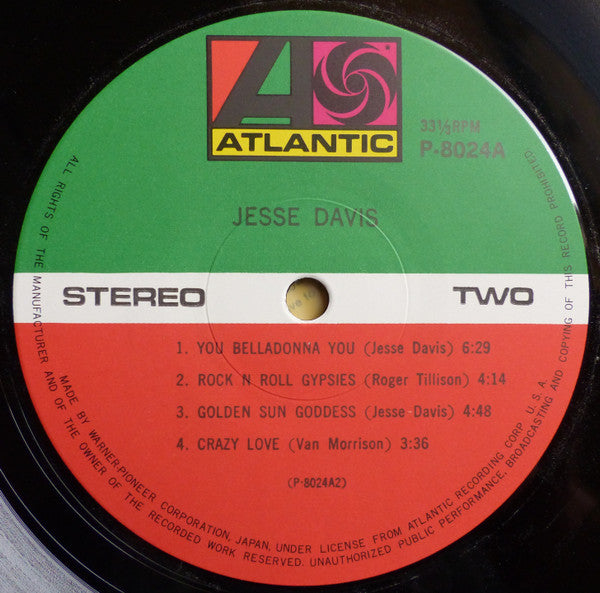 ATLANTIC
33⅓RPM
P-8024A
JESSE DAVIS
STEREO
TWO
1. YOU BELLADONNA YOU (Jesse Davis) 6:29
2. ROCK N ROLL GYPSIES (Roger Tillison) 4:14
3. GOLDEN SUN GODDESS (Jesse Davis) 4:48
4. CRAZY LOVE (Van Morrison) 3:36
(P-8024A2)
ALL RIGHTS OF THE MANUFACTURER AND OF THE OWNER OF THE RECORDED WORK RESERVED. UNAUTHORIZED PUBLIC PERFORMANCE, BROADCASTING AND COPYING OF THIS RECORD PROHIBITED
MADE BY WARNER-PIONEER CORPORATION, JAPAN, UNDER LICENSE FROM ATLANTIC RECORDING CORP. U.S.A.